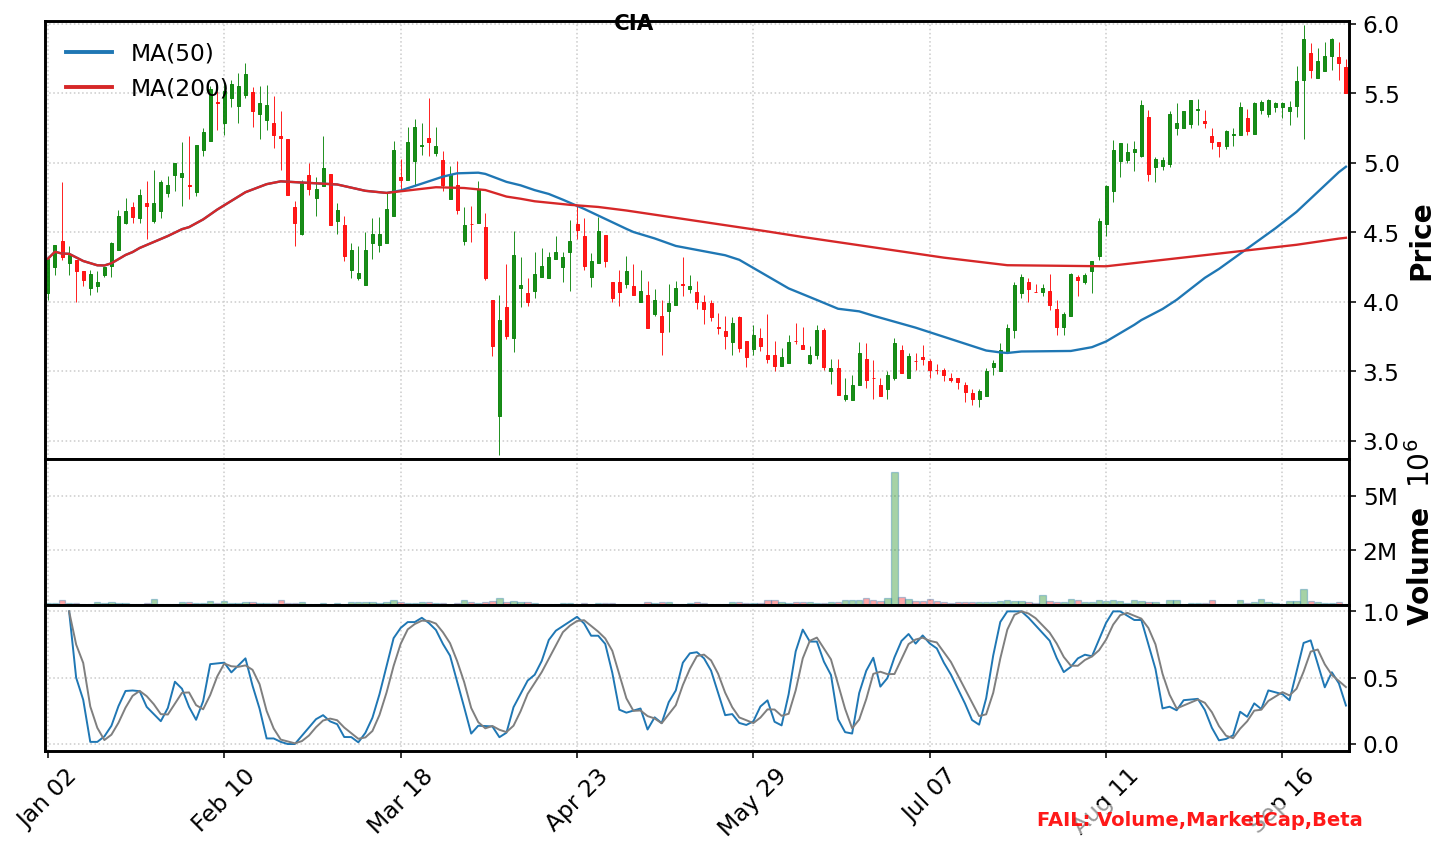 CIA
MA(50)
MA(200)
6.0
5.5
5.0
4.5
4.0
3.5
3.0
Price
5M
2M
Volume 10^6
1.0
0.5
0.0
Jan 02
Feb 10
Mar 18
Apr 23
May 29
Jul 07
Aug 11
Sep 16
FAIL: Volume,MarketCap,Beta